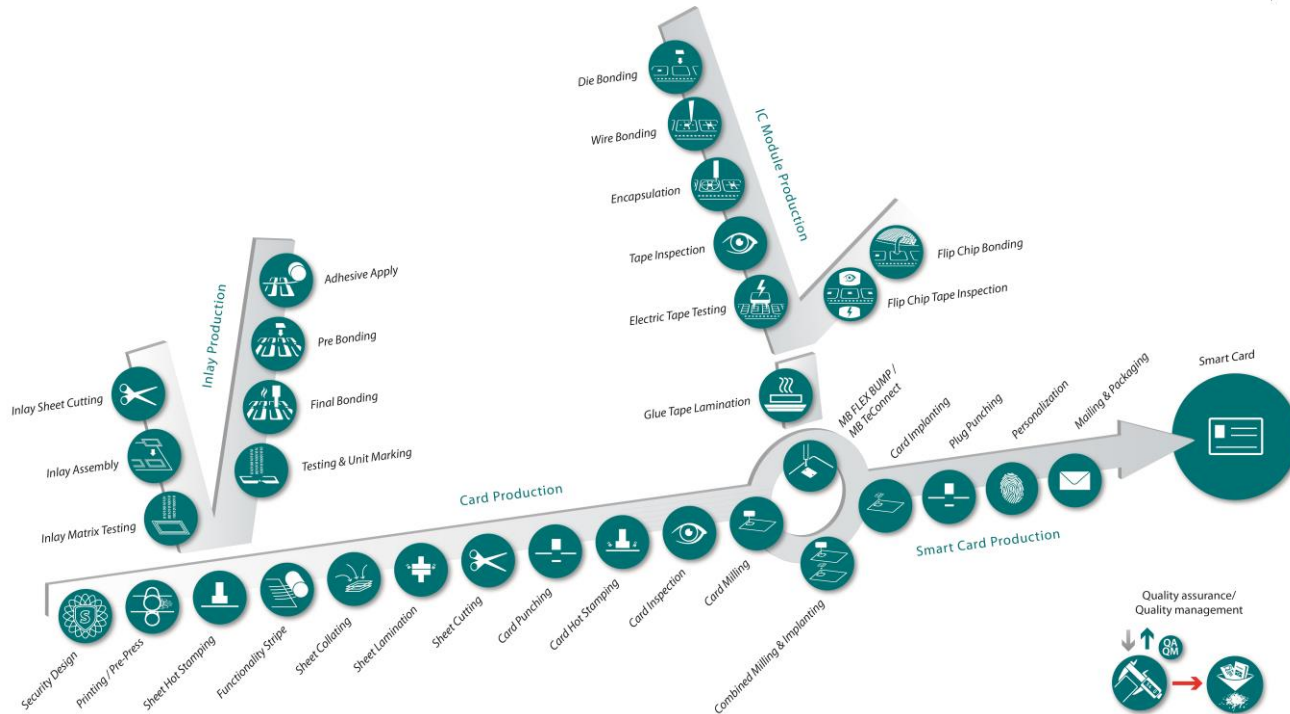 Die Bonding
Wire Bonding
Encapsulation
Tape Inspection
Electric Tape Testing
IC Module Production
Flip Chip Bonding
Flip Chip Tape Inspection
Glue Tape Lamination
Adhesive Apply
Pre Bonding
Final Bonding
Testing & Unit Marking
Inlay Production
Inlay Sheet Cutting
Inlay Assembly
Inlay Matrix Testing
Card Production
Security Design
S
Printing / Pre-Press
Sheet Hot Stamping
Functionality Stripe
Sheet Collating
Sheet Lamination
Sheet Cutting
Card Punching
Card Hot Stamping
Card Inspection
Card Milling
Combined Milling & Implanting
MB FLEX BUMP /
MB TeConnect
Card Implanting
Plug Punching
Personalization
Mailing & Packaging
Smart Card Production
Smart Card
Quality assurance/
Quality management
QA
QM